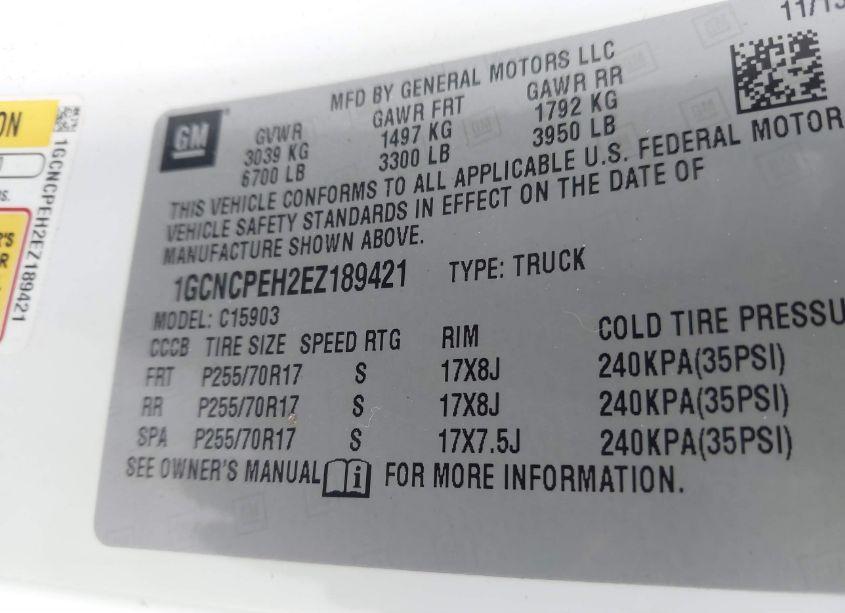 11/13
MFD BY GENERAL MOTORS LLC
GM
GVWR GAWR FRT GAWR RR
3039 KG 1497 KG 1792 KG
6700 LB 3300 LB 3950 LB
THIS VEHICLE CONFORMS TO ALL APPLICABLE U.S. FEDERAL MOTOR
VEHICLE SAFETY STANDARDS IN EFFECT ON THE DATE OF
MANUFACTURE SHOWN ABOVE.
1GCNCPEH2EZ189421 TYPE: TRUCK
MODEL: C15903
CCCB TIRE SIZE SPEED RTG RIM COLD TIRE PRESSU
FRT P255/70R17 S 17X8J 240KPA(35PSI)
RR P255/70R17 S 17X8J 240KPA(35PSI)
SPA P255/70R17 S 17X7.5J 240KPA(35PSI)
SEE OWNER'S MANUAL i FOR MORE INFORMATION.
ON
1GCNCPEH2EZ189421